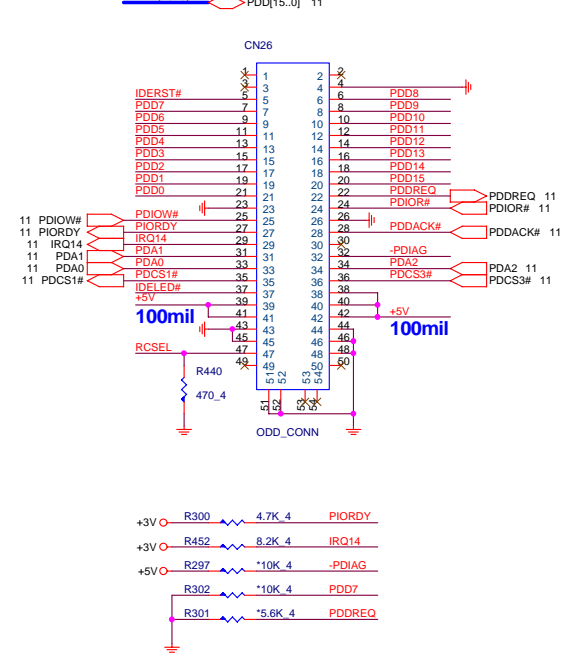 PDD[15..0] 11
CN26
1 1 2 2
3 3 4 4
IDERST# 5 5 6 6 PDD8
PDD7 7 7 8 8 PDD9
PDD6 9 9 10 10 PDD10
PDD5 11 11 12 12 PDD11
PDD4 13 13 14 14 PDD12
PDD3 15 15 16 16 PDD13
PDD2 17 17 18 18 PDD14
PDD1 19 19 20 20 PDD15
PDD0 21 21 22 22 PDDREQ PDDREQ 11
23 23 24 24 PDIOR# PDIOR# 11
11 PDIOW# PDIOW# 25 25 26 26
11 PIORDY PIORDY 27 27 28 28 PDDACK# PDDACK# 11
11 IRQ14 IRQ14 29 29 30 30
11 PDA1 PDA1 31 31 32 32 -PDIAG
11 PDA0 PDA0 33 33 34 34 PDA2 PDA2 11
11 PDCS1# PDCS1# 35 35 36 36 PDCS3# PDCS3# 11
IDELED# 37 37 38 38
+5V 39 39 40 40
100mil 41 41 42 42 +5V
43 43 44 44 100mil
45 45 46 46
RCSEL 47 47 48 48
49 49 50 50
51 52 53 54
51 52 53 54
R440
470_4
ODD_CONN
+3V R300 4.7K_4 PIORDY
+3V R452 8.2K_4 IRQ14
+5V R297 *10K_4 -PDIAG
R302 *10K_4 PDD7
R301 *5.6K_4 PDDREQ